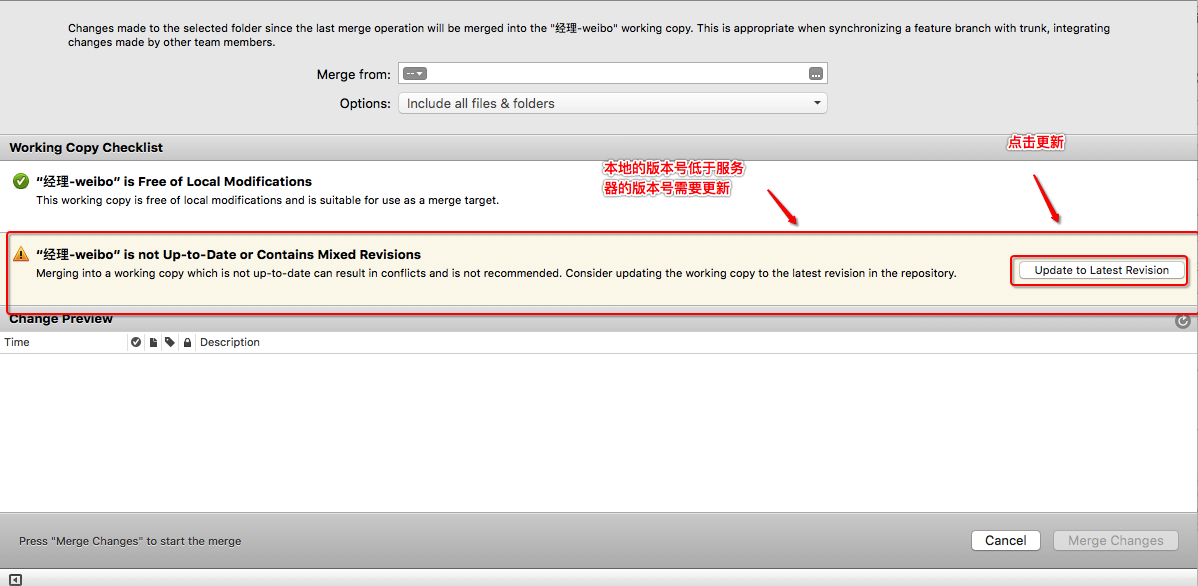 Changes made to the selected folder since the last merge operation will be merged into the "经理-weibo" working copy. This is appropriate when synchronizing a feature branch with trunk, integrating
changes made by other team members.
Merge from:
--
...
Options:
Include all files & folders
Working Copy Checklist
点击更新
本地的版本号低于服务
器的版本号需要更新
“经理-weibo” is Free of Local Modifications
This working copy is free of local modifications and is suitable for use as a merge target.
“经理-weibo” is not Up-to-Date or Contains Mixed Revisions
Merging into a working copy which is not up-to-date can result in conflicts and is not recommended. Consider updating the working copy to the latest revision in the repository.
Update to Latest Revision
Change Preview
Time
Description
Press "Merge Changes" to start the merge
Cancel
Merge Changes